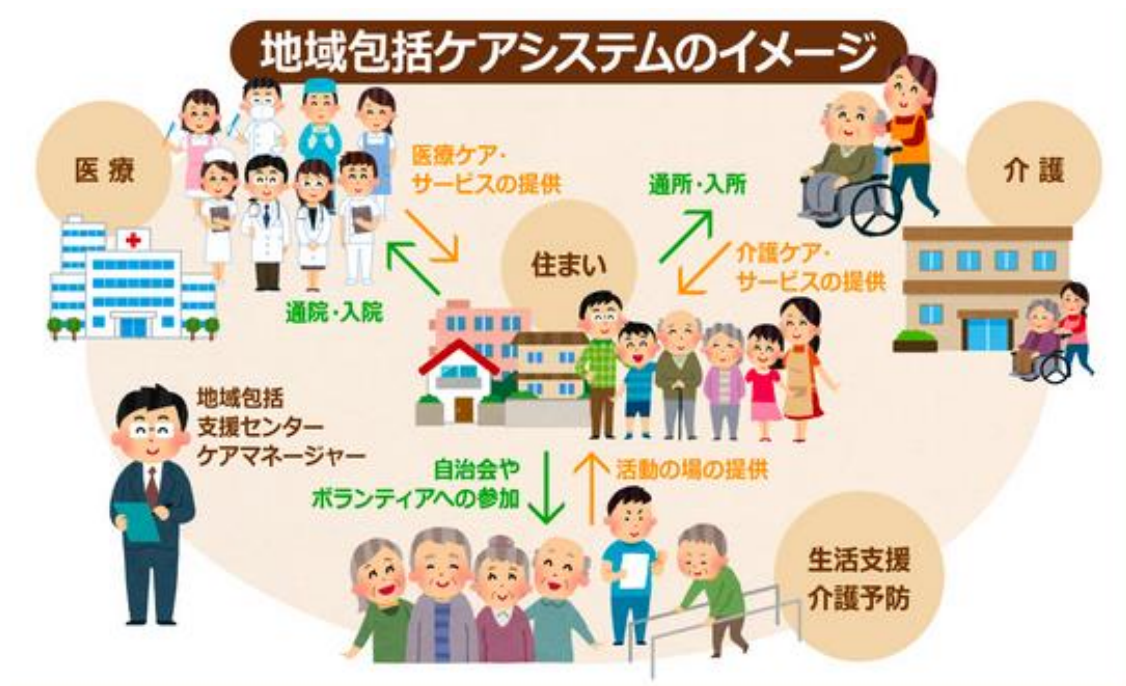 地域包括ケアシステムのイメージ
医療
医療ケア・
サービスの提供
通所・入所
介護
住まい
介護ケア・
サービスの提供
通院・入院
地域包括
支援センター
ケアマネージャー
自治会や
ボランティアへの参加
活動の場の提供
生活支援
介護予防